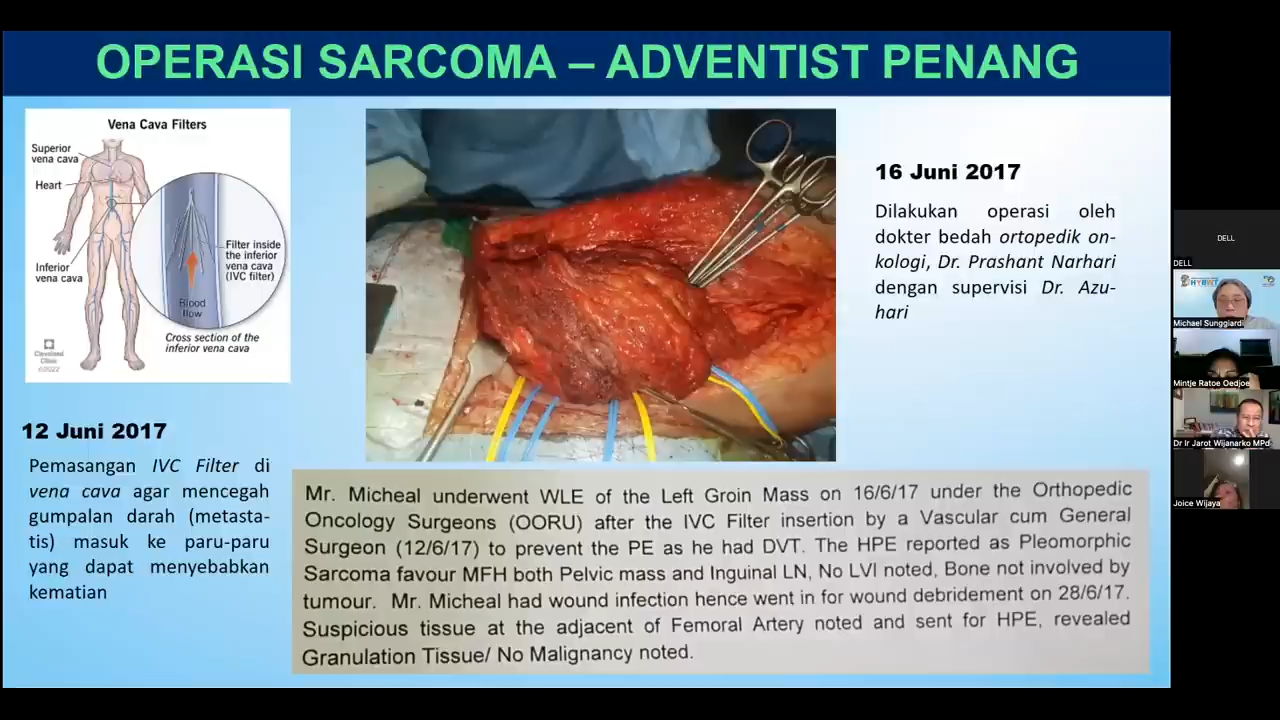 OPERASI SARCOMA – ADVENTIST PENANG
Vena Cava Filters
Superior
vena cava
Heart
Inferior
vena cava
Filter inside
the inferior
vena cava
(IVC filter)
Blood
flow
Cross section of the
inferior vena cava
Cleveland
Clinic
©2022
12 Juni 2017
Pemasangan IVC Filter di
vena cava agar mencegah
gumpalan darah (metasta-
tis) masuk ke paru-paru
yang dapat menyebabkan
kematian
16 Juni 2017
Dilakukan operasi oleh
dokter bedah ortopedik on-
kologi, Dr. Prashant Narhari
dengan supervisi Dr. Azu-
hari
Mr. Micheal underwent WLE of the Left Groin Mass on 16/6/17 under the Orthopedic
Oncology Surgeons (OORU) after the IVC Filter insertion by a Vascular cum General
Surgeon (12/6/17) to prevent the PE as he had DVT. The HPE reported as Pleomorphic
Sarcoma favour MFH both Pelvic mass and Inguinal LN, No LVI noted, Bone not involved by
tumour. Mr. Micheal had wound infection hence went in for wound debridement on 28/6/17.
Suspicious tissue at the adjacent of Femoral Artery noted and sent for HPE, revealed
Granulation Tissue/ No Malignancy noted.
DELL
DELL
Michael Sunggiardi
Mintje Ratoe Oedjoe
Dr Ir Jarot Wijanarko MPd
Joice Wijaya